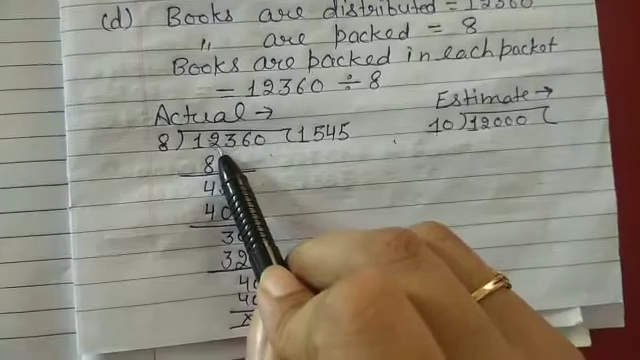 (d) Books are distributed = 12360
" are packed = 8
Books are packed in each packet
= 12360 ÷ 8
Actual → Estimate →
8) 12360 (1545 10) 12000 (
8
4
40
3
32
40
40
x